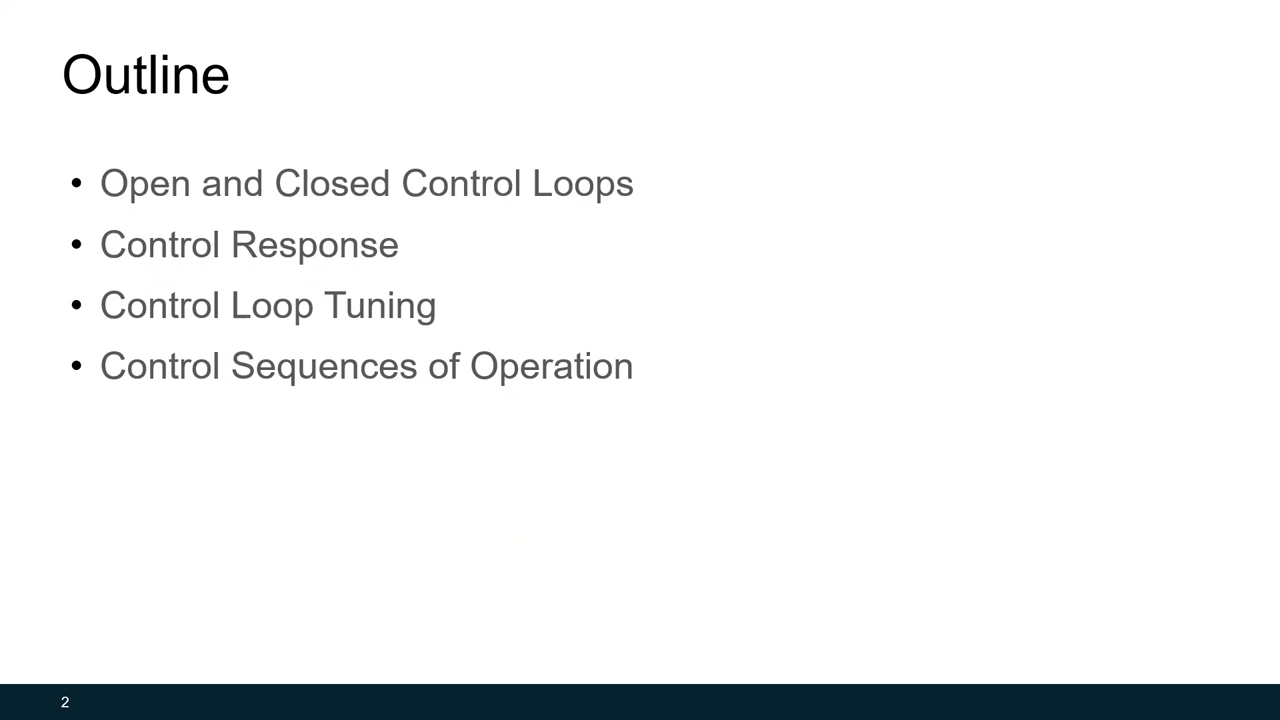 Outline
• Open and Closed Control Loops
• Control Response
• Control Loop Tuning
• Control Sequences of Operation
2